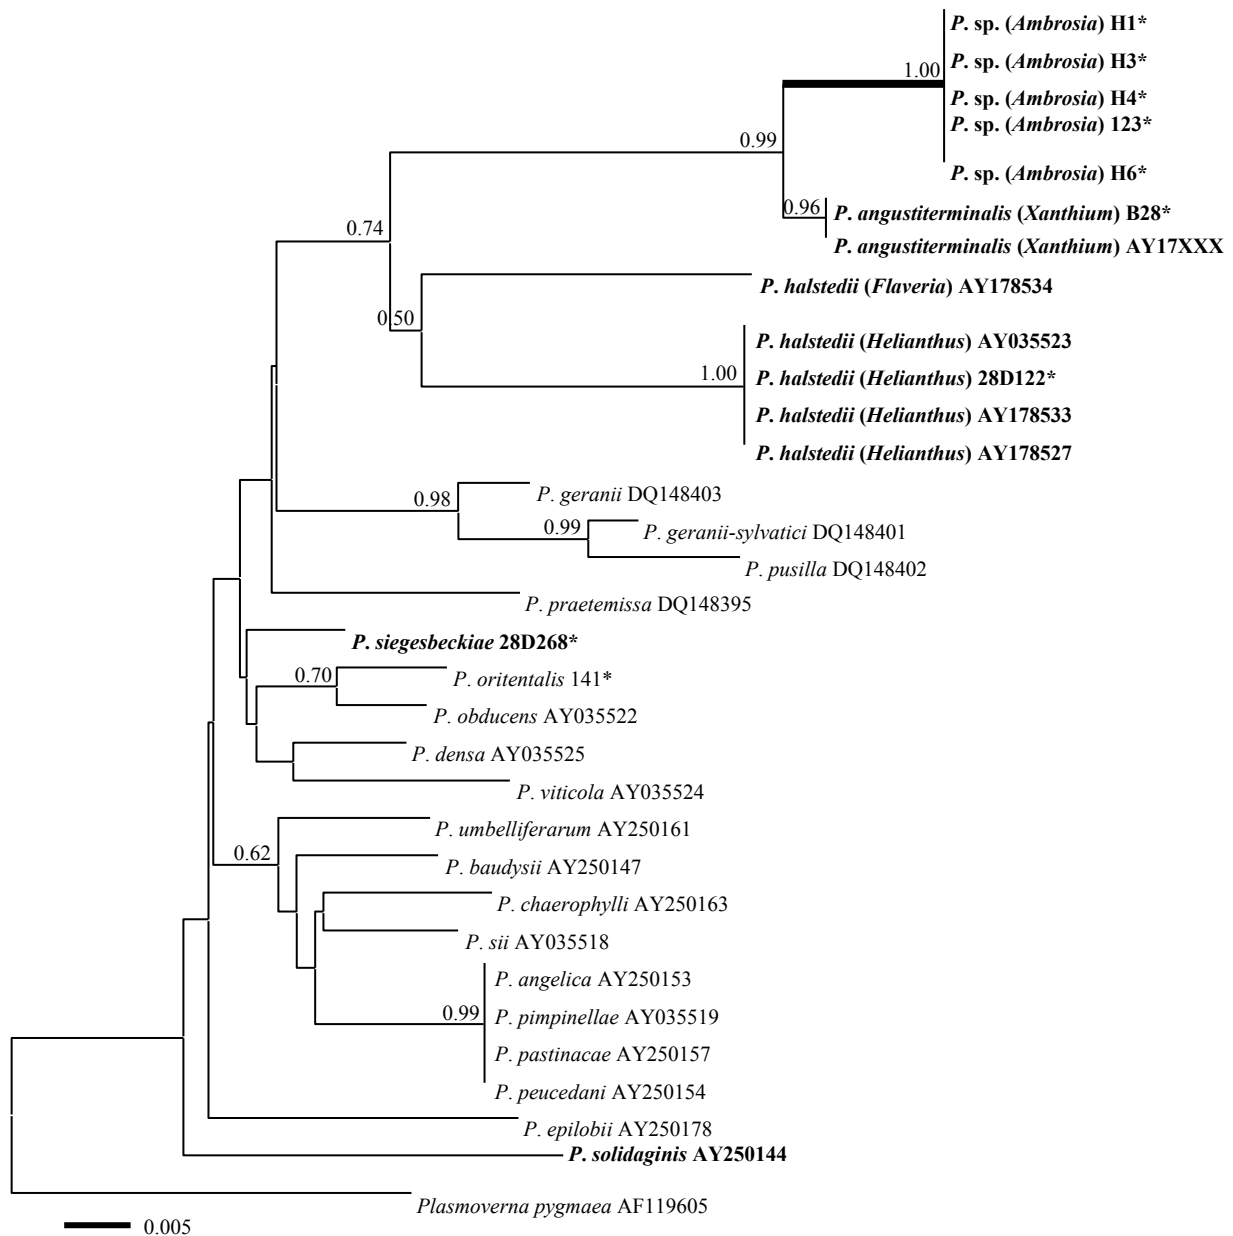 P. sp. (Ambrosia) H1*
P. sp. (Ambrosia) H3*
1.00
P. sp. (Ambrosia) H4*
P. sp. (Ambrosia) 123*
0.99
P. sp. (Ambrosia) H6*
0.96
P. angustiterminalis (Xanthium) B28*
0.74
P. angustiterminalis (Xanthium) AY17XXX
P. halstedii (Flaveria) AY178534
0.50
P. halstedii (Helianthus) AY035523
1.00
P. halstedii (Helianthus) 28D122*
P. halstedii (Helianthus) AY178533
P. halstedii (Helianthus) AY178527
0.98
P. geranii DQ148403
0.99
P. geranii-sylvatici DQ148401
P. pusilla DQ148402
P. praetemissa DQ148395
P. siegesbeckiae 28D268*
0.70
P. oritentalis 141*
P. obducens AY035522
P. densa AY035525
P. viticola AY035524
P. umbelliferarum AY250161
0.62
P. baudysii AY250147
P. chaerophylli AY250163
P. sii AY035518
P. angelica AY250153
0.99
P. pimpinellae AY035519
P. pastinacae AY250157
P. peucedani AY250154
P. epilobii AY250178
P. solidaginis AY250144
Plasmoverna pygmaea AF119605
0.005